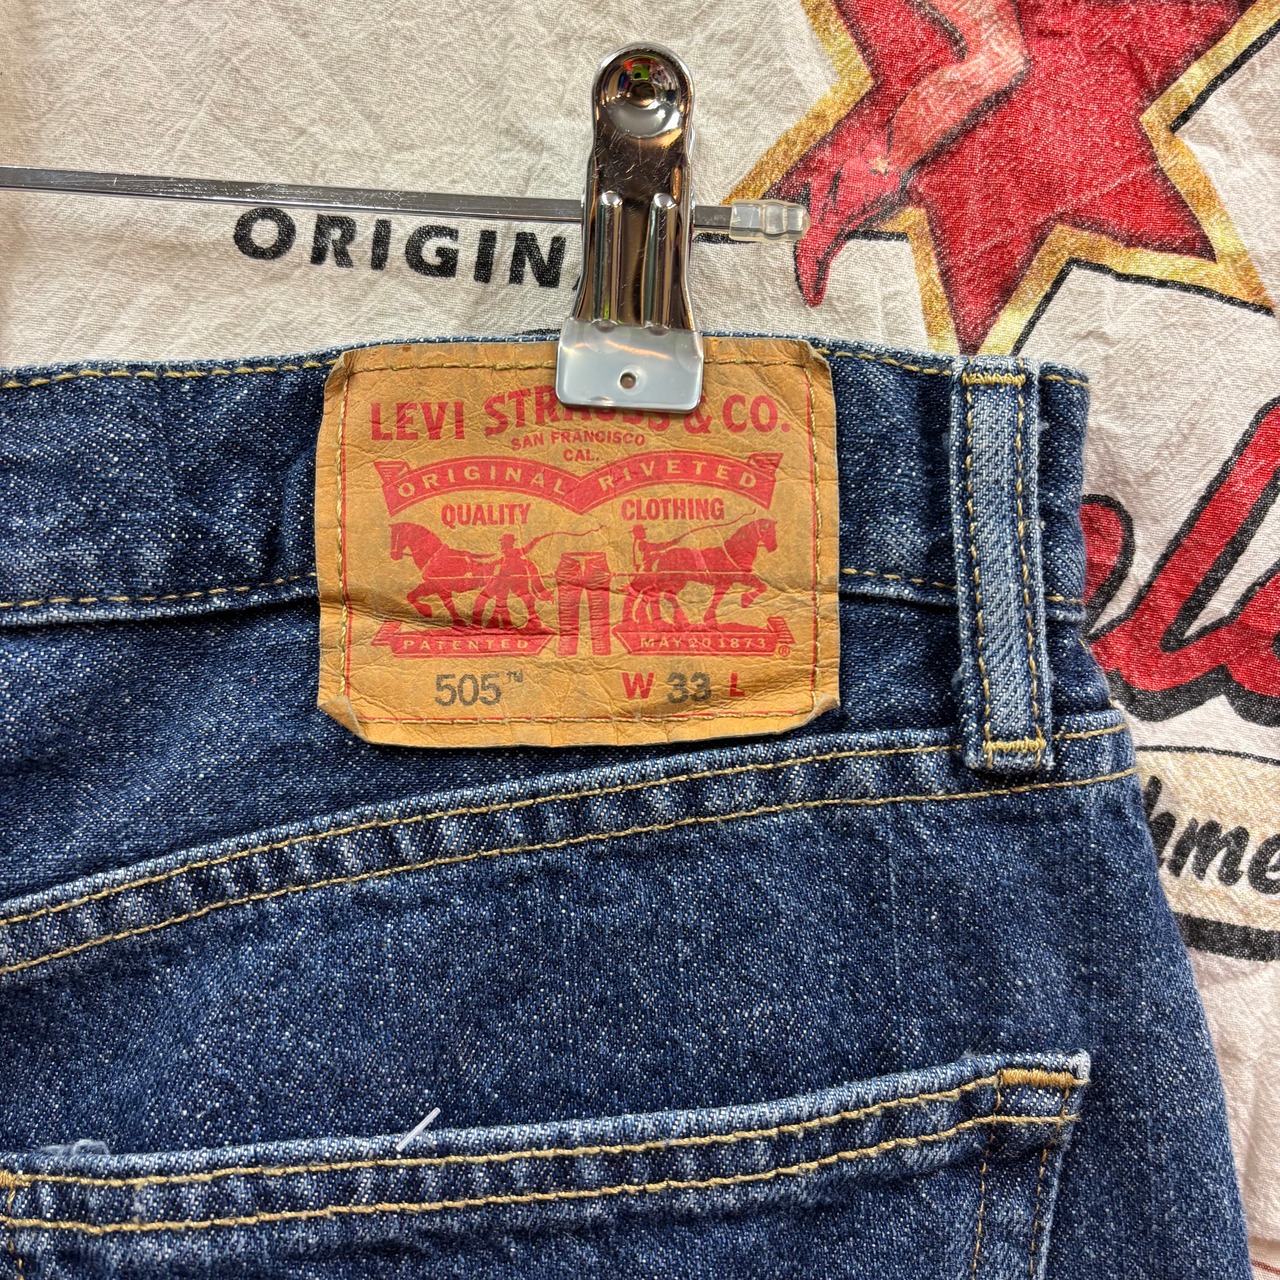 ORIGIN
LEVI STRAUSS & CO.
SAN FRANCISCO
CAL.
ORIGINAL RIVETED
QUALITY CLOTHING
PATENTED MAY 20 1873 ®
505™ W 33 L